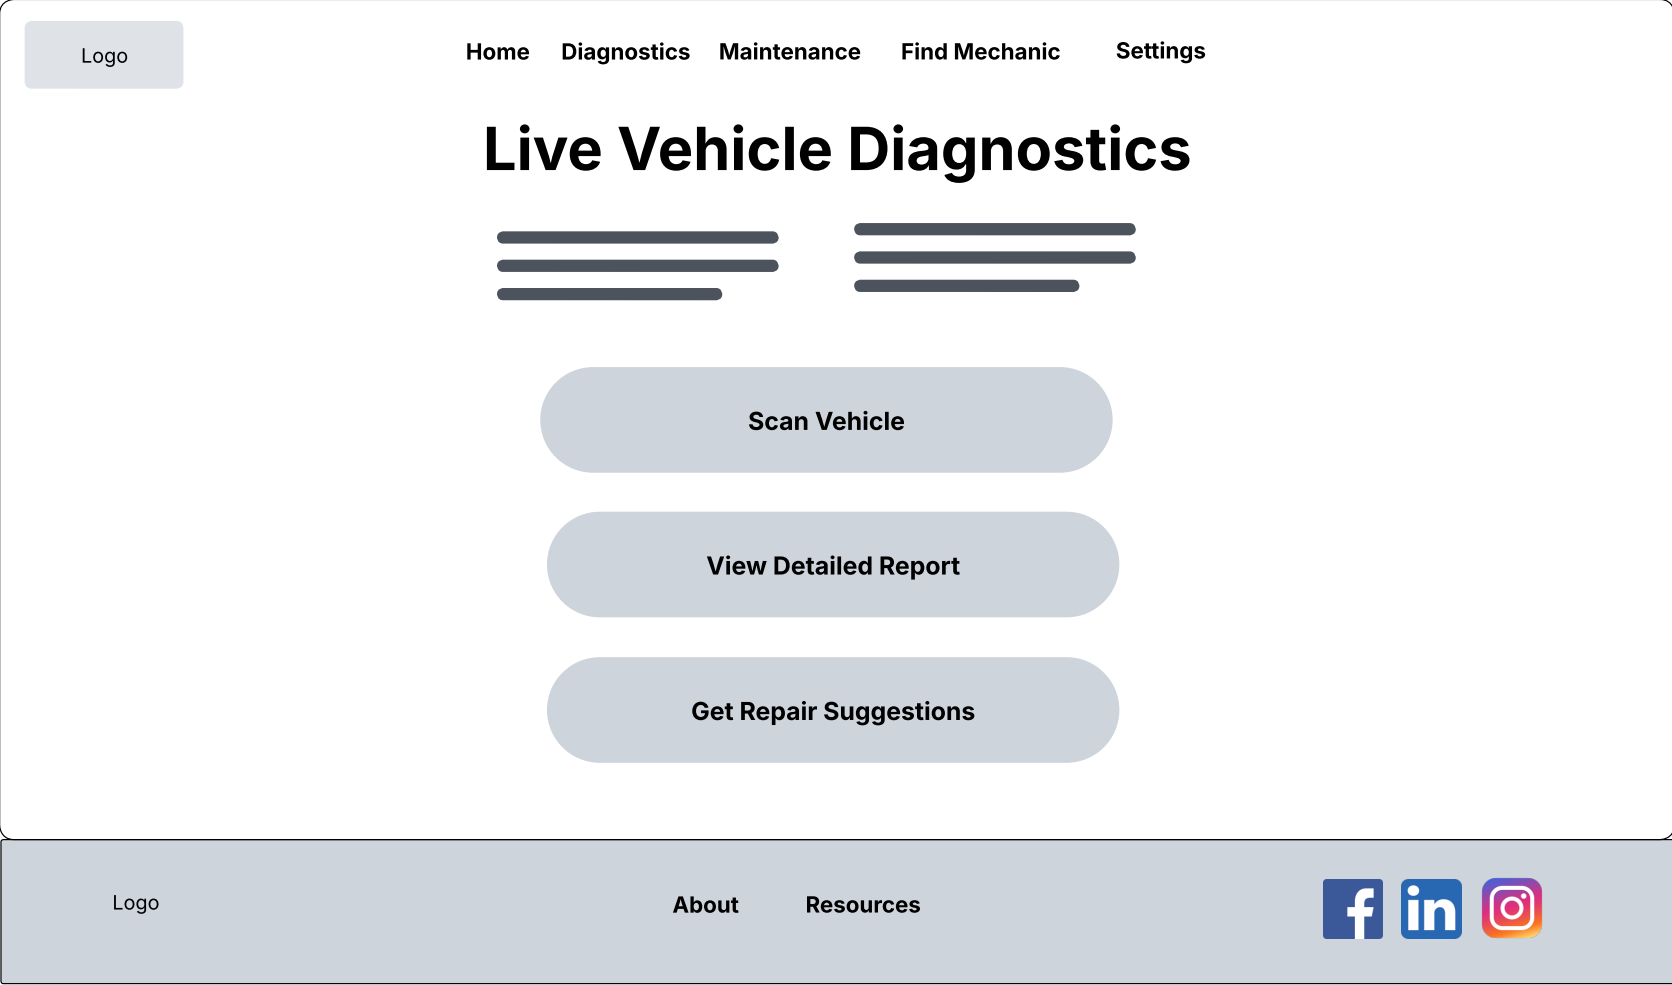 Logo
Home Diagnostics Maintenance Find Mechanic Settings
Live Vehicle Diagnostics
Scan Vehicle
View Detailed Report
Get Repair Suggestions
Logo
About Resources